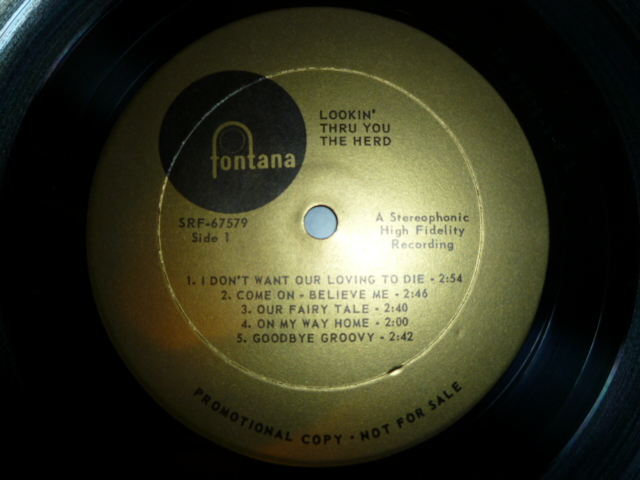 LOOKIN'
THRU YOU
THE HERD
fontana
SRF-67579
Side 1
A Stereophonic
High Fidelity
Recording
1. I DON'T WANT OUR LOVING TO DIE - 2:54
2. COME ON - BELIEVE ME - 2:46
3. OUR FAIRY TALE - 2:40
4. ON MY WAY HOME - 2:00
5. GOODBYE GROOVY - 2:42
PROMOTIONAL COPY • NOT FOR SALE